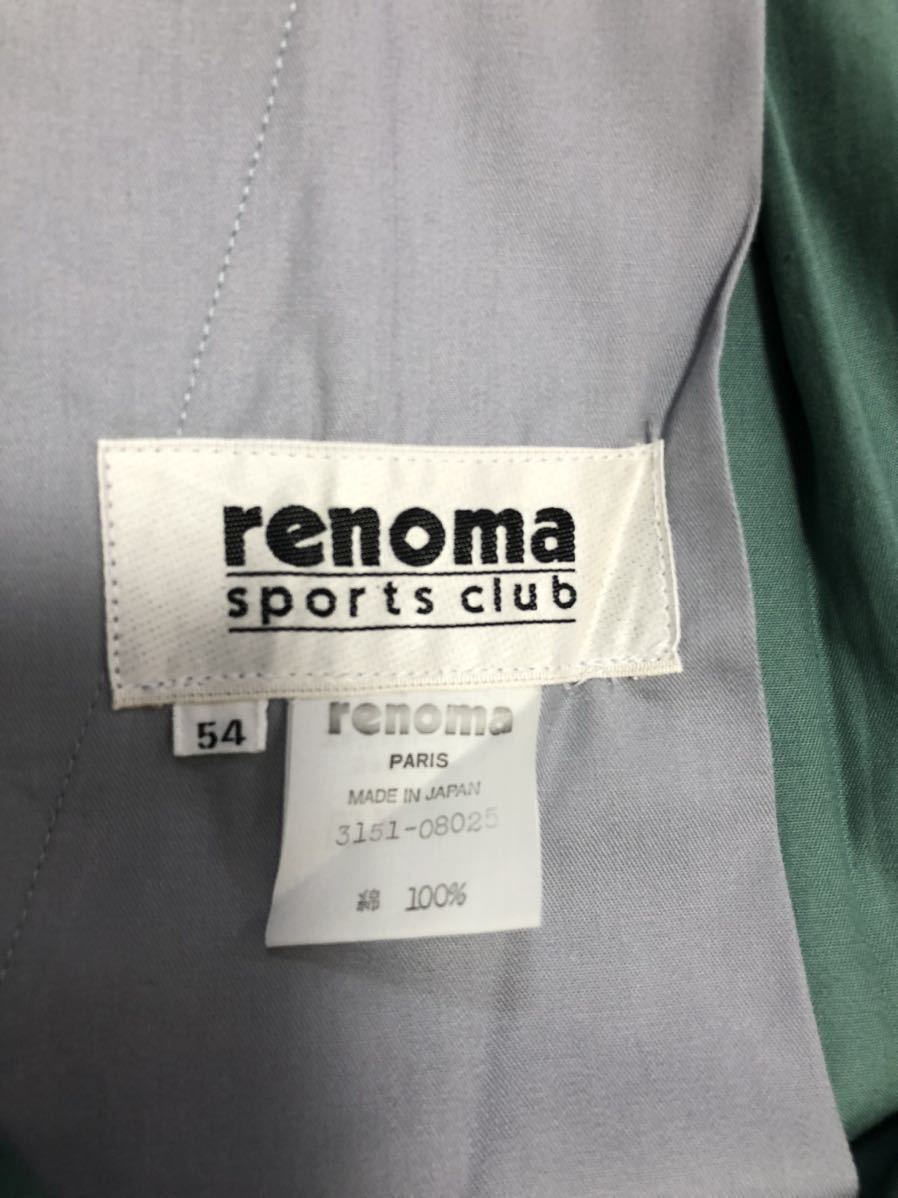 renoma
sports club
54
renoma
PARIS
MADE IN JAPAN
3151-08025
綿 100%